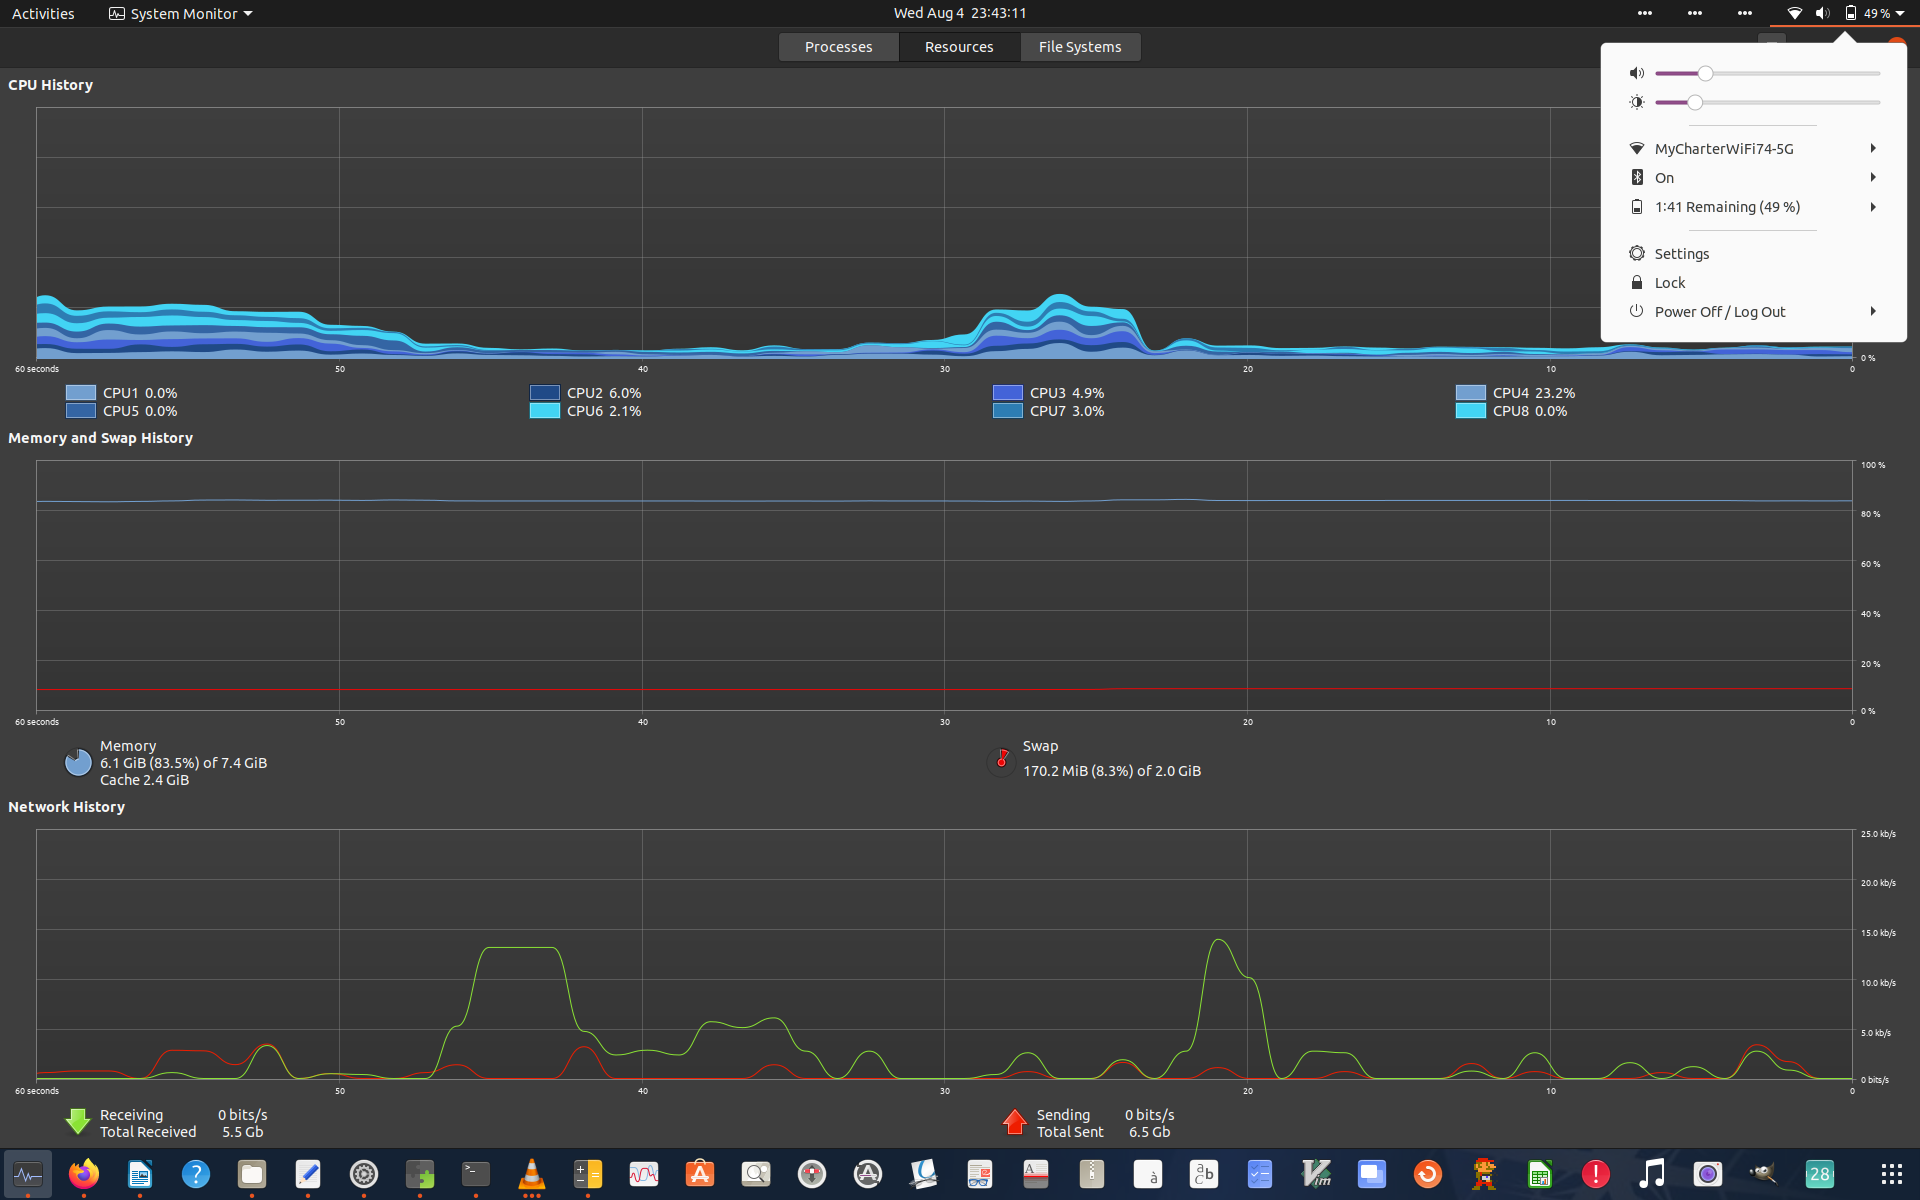 Activities
System Monitor
Wed Aug 4 23:43:11
49 %
Processes
Resources
File Systems
MyCharterWiFi74-5G
On
1:41 Remaining (49 %)
Settings
Lock
Power Off / Log Out
CPU History
0 %
60 seconds 50 40 30 20 10 0
CPU1 0.0%
CPU2 6.0%
CPU3 4.9%
CPU4 23.2%
CPU5 0.0%
CPU6 2.1%
CPU7 3.0%
CPU8 0.0%
Memory and Swap History
100 %
80 %
60 %
40 %
20 %
0 %
60 seconds 50 40 30 20 10 0
Memory
6.1 GiB (83.5%) of 7.4 GiB
Cache 2.4 GiB
Swap
170.2 MiB (8.3%) of 2.0 GiB
Network History
25.0 kb/s
20.0 kb/s
15.0 kb/s
10.0 kb/s
5.0 kb/s
0 bits/s
60 seconds 50 40 30 20 10 0
Receiving 0 bits/s
Total Received 5.5 Gb
Sending 0 bits/s
Total Sent 6.5 Gb
?
>_
A
à
a b c
Vim
!
28